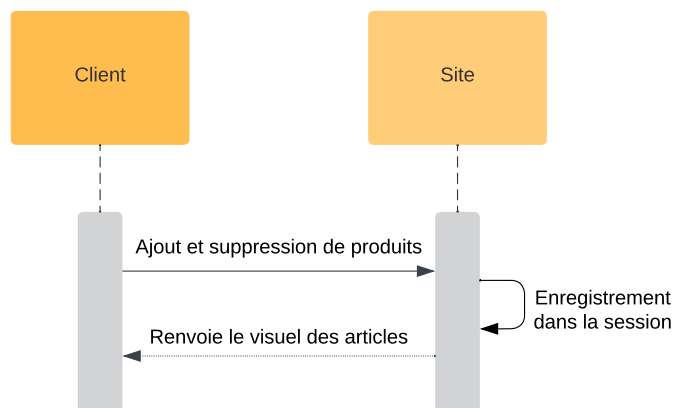 Client
Site
Ajout et suppression de produits
Enregistrement
dans la session
Renvoie le visuel des articles